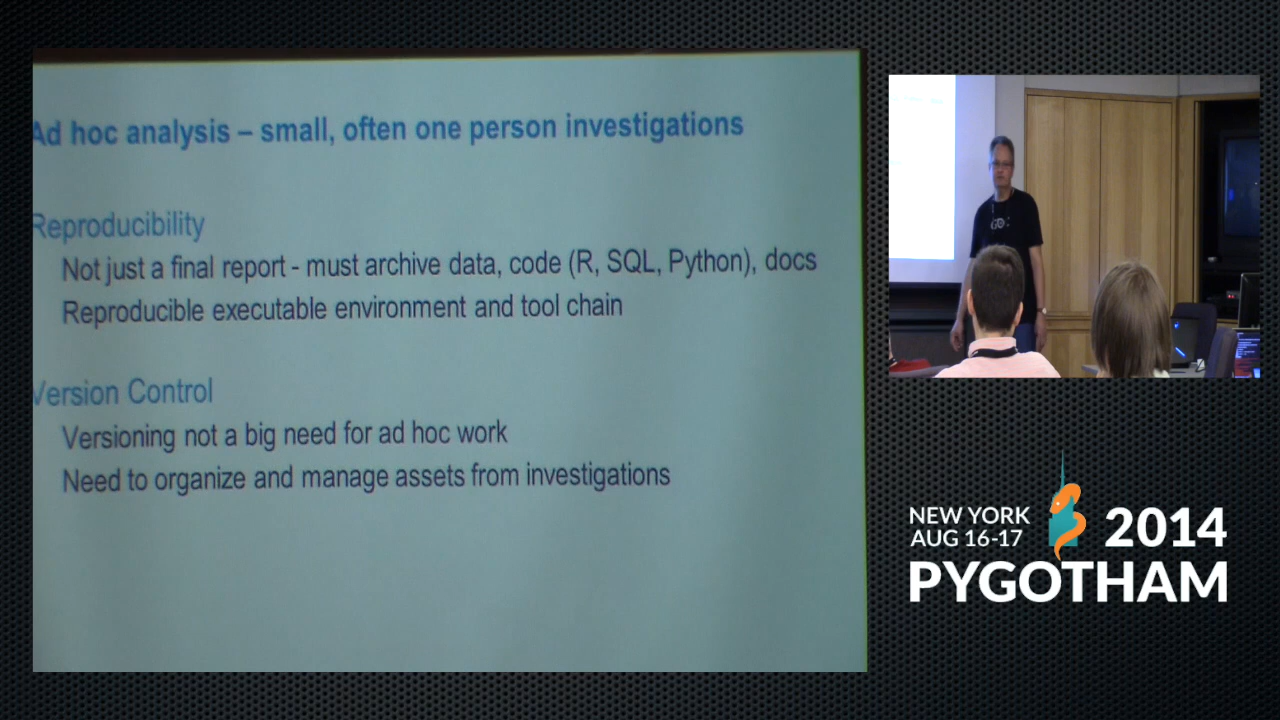 Ad hoc analysis – small, often one person investigations
Reproducibility
Not just a final report - must archive data, code (R, SQL, Python), docs
Reproducible executable environment and tool chain
Version Control
Versioning not a big need for ad hoc work
Need to organize and manage assets from investigations
NEW YORK
AUG 16-17
2014
PYGOTHAM